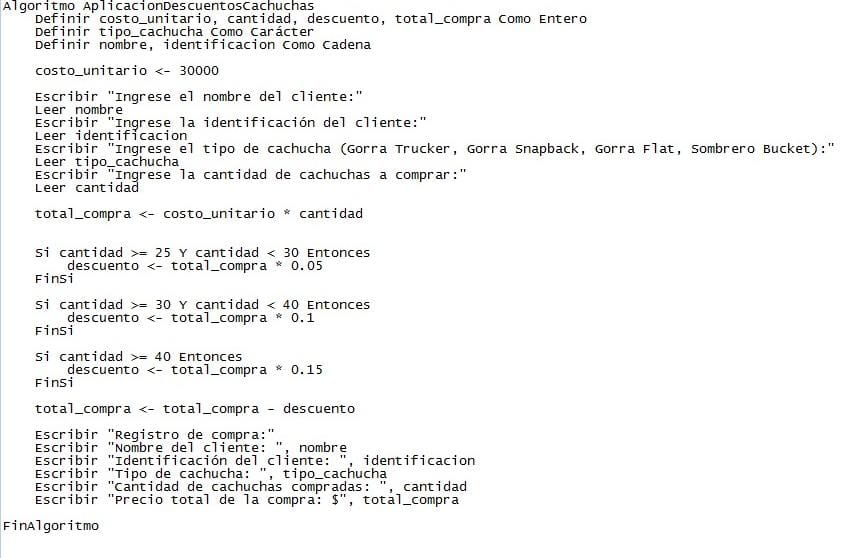 Algoritmo AplicacionDescuentosCachuchas
Definir costo_unitario, cantidad, descuento, total_compra Como Entero
Definir tipo_cachucha Como Carácter
Definir nombre, identificacion Como Cadena
costo_unitario <- 30000
Escribir "Ingrese el nombre del cliente:"
Leer nombre
Escribir "Ingrese la identificación del cliente:"
Leer identificacion
Escribir "Ingrese el tipo de cachucha (Gorra Trucker, Gorra Snapback, Gorra Flat, Sombrero Bucket):"
Leer tipo_cachucha
Escribir "Ingrese la cantidad de cachuchas a comprar:"
Leer cantidad
total_compra <- costo_unitario * cantidad
Si cantidad >= 25 Y cantidad < 30 Entonces
descuento <- total_compra * 0.05
FinSi
Si cantidad >= 30 Y cantidad < 40 Entonces
descuento <- total_compra * 0.1
FinSi
Si cantidad >= 40 Entonces
descuento <- total_compra * 0.15
FinSi
total_compra <- total_compra - descuento
Escribir "Registro de compra:"
Escribir "Nombre del cliente: ", nombre
Escribir "Identificación del cliente: ", identificacion
Escribir "Tipo de cachucha: ", tipo_cachucha
Escribir "Cantidad de cachuchas compradas: ", cantidad
Escribir "Precio total de la compra: $", total_compra
FinAlgoritmo